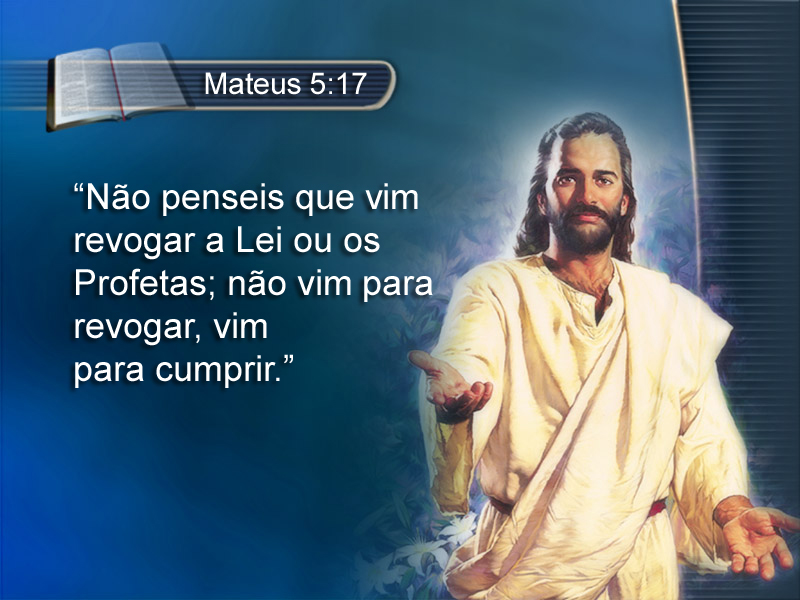 Mateus 5:17
“Não penseis que vim
revogar a Lei ou os
Profetas; não vim para
revogar, vim
para cumprir.”